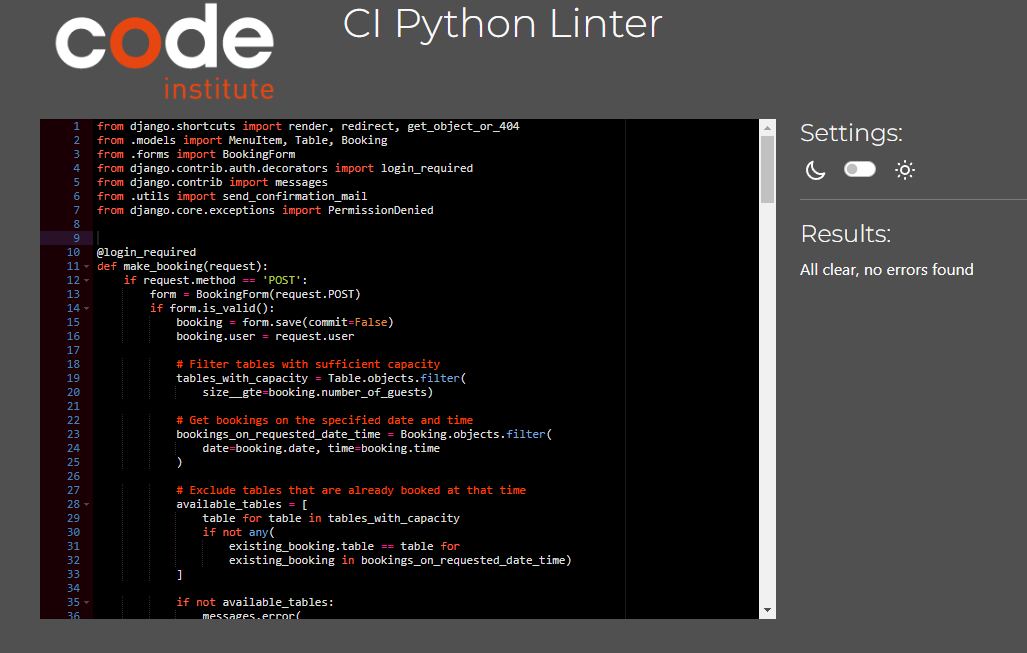 code
institute
CI Python Linter
1 from django.shortcuts import render, redirect, get_object_or_404
2 from .models import MenuItem, Table, Booking
3 from .forms import BookingForm
4 from django.contrib.auth.decorators import login_required
5 from django.contrib import messages
6 from .utils import send_confirmation_mail
7 from django.core.exceptions import PermissionDenied
8
9
10 @login_required
11 def make_booking(request):
12     if request.method == 'POST':
13         form = BookingForm(request.POST)
14         if form.is_valid():
15             booking = form.save(commit=False)
16             booking.user = request.user
17
18             # Filter tables with sufficient capacity
19             tables_with_capacity = Table.objects.filter(
20                 size__gte=booking.number_of_guests)
21
22             # Get bookings on the specified date and time
23             bookings_on_requested_date_time = Booking.objects.filter(
24                 date=booking.date, time=booking.time
25             )
26
27             # Exclude tables that are already booked at that time
28             available_tables = [
29                 table for table in tables_with_capacity
30                 if not any(
31                     existing_booking.table == table for
32                     existing_booking in bookings_on_requested_date_time)
33             ]
34
35             if not available_tables:
36                 messages.error(
Settings:
Results:
All clear, no errors found